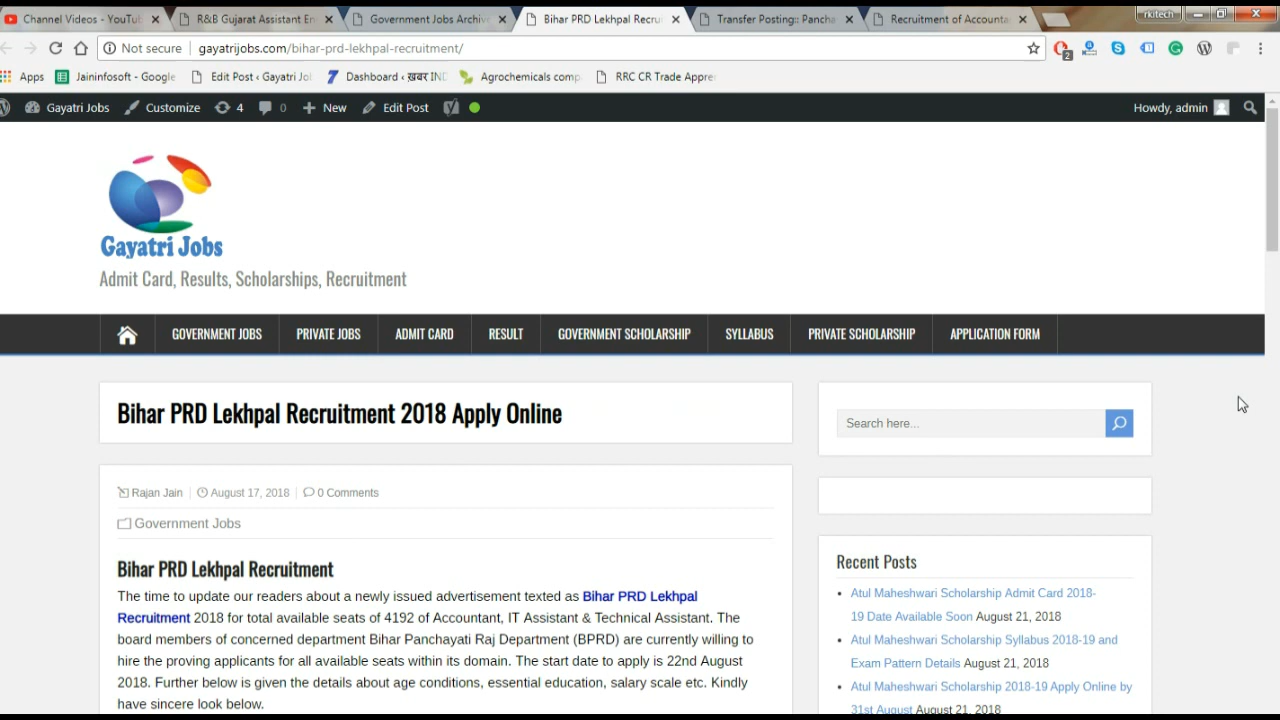 Channel Videos - YouTub
R&B Gujarat Assistant En
Government Jobs Archive
Bihar PRD Lekhpal Recru
Transfer Posting:: Pancha
Recruitment of Accounta
rkitech
Not secure
gayatrijobs.com/bihar-prd-lekhpal-recruitment/
2
Apps
Jaininfosoft - Google
Edit Post ‹ Gayatri Jo
Dashboard ‹ ख़बर IND
Agrochemicals comp
RRC CR Trade Appre
Gayatri Jobs
Customize
4
0
New
Edit Post
Howdy, admin
Gayatri Jobs
Admit Card, Results, Scholarships, Recruitment
GOVERNMENT JOBS
PRIVATE JOBS
ADMIT CARD
RESULT
GOVERNMENT SCHOLARSHIP
SYLLABUS
PRIVATE SCHOLARSHIP
APPLICATION FORM
Bihar PRD Lekhpal Recruitment 2018 Apply Online
Rajan Jain
August 17, 2018
0 Comments
Government Jobs
Bihar PRD Lekhpal Recruitment
The time to update our readers about a newly issued advertisement texted as Bihar PRD Lekhpal
Recruitment 2018 for total available seats of 4192 of Accountant, IT Assistant & Technical Assistant. The
board members of concerned department Bihar Panchayati Raj Department (BPRD) are currently willing to
hire the proving applicants for all available seats within its domain. The start date to apply is 22nd August
2018. Further below is given the details about age conditions, essential education, salary scale etc. Kindly
have sincere look below.
Search here...
Recent Posts
Atul Maheshwari Scholarship Admit Card 2018-
19 Date Available Soon August 21, 2018
Atul Maheshwari Scholarship Syllabus 2018-19 and
Exam Pattern Details August 21, 2018
Atul Maheshwari Scholarship 2018-19 Apply Online by
31st August August 21, 2018